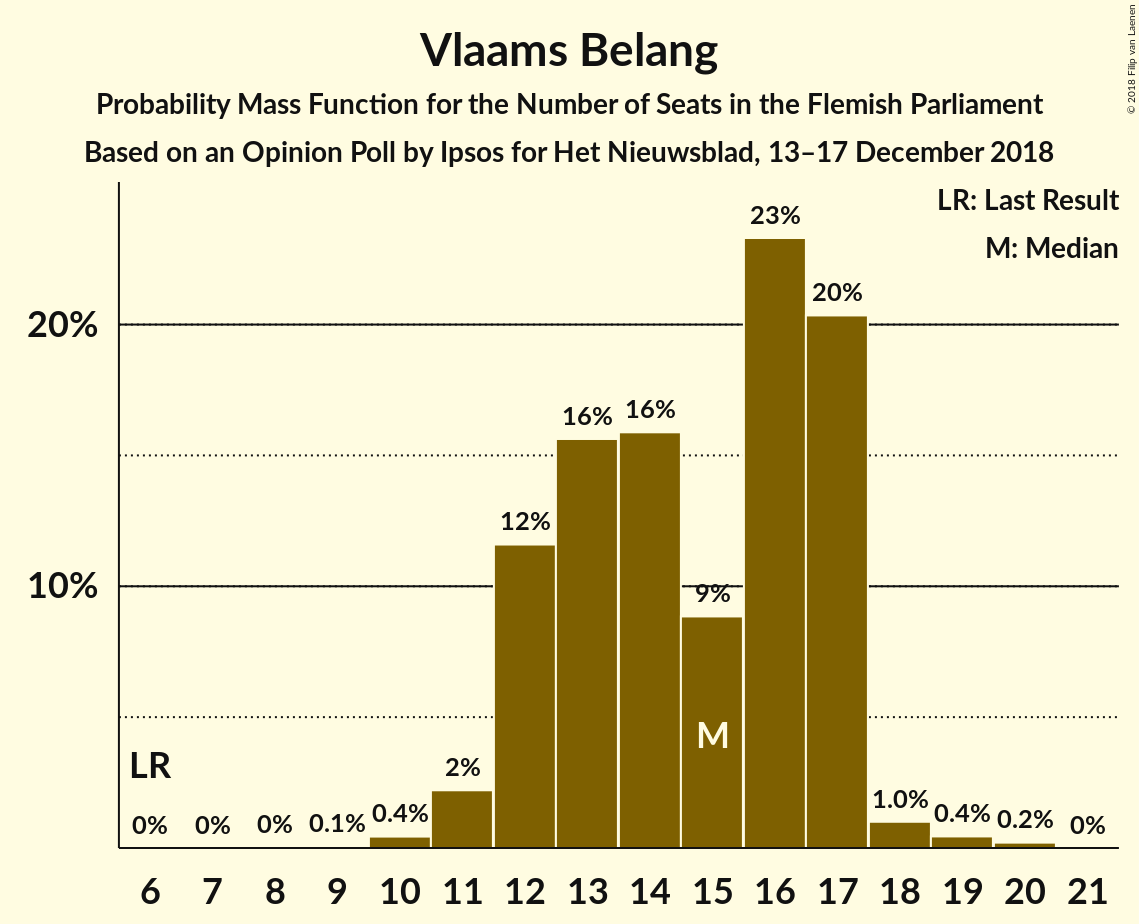 Vlaams Belang
Probability Mass Function for the Number of Seats in the Flemish Parliament
Based on an Opinion Poll by Ipsos for Het Nieuwsblad, 13–17 December 2018
© 2018 Filip van Laenen
LR: Last Result
M: Median
20%
10%
LR
0%
0%
0%
0.1%
0.4%
2%
12%
16%
16%
9%
M
23%
20%
1.0%
0.4%
0.2%
0%
6 7 8 9 10 11 12 13 14 15 16 17 18 19 20 21